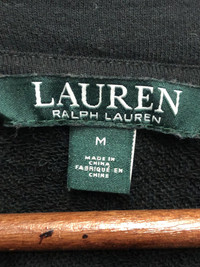 LAUREN
RALPH LAUREN
M
MADE IN
CHINA
FABRIQUÉ EN
CHINE